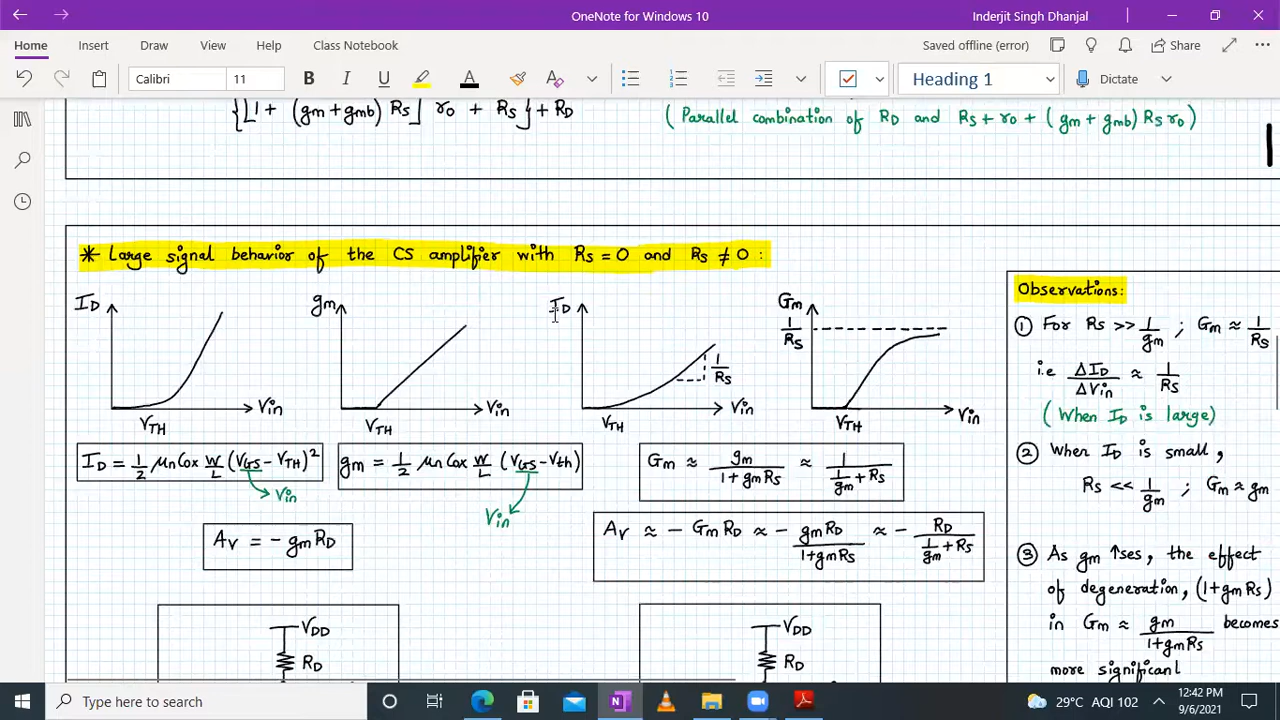 OneNote for Windows 10
Inderjit Singh Dhanjal
Home Insert Draw View Help Class Notebook
Saved offline (error) Share
Calibri 11 B I U A Heading 1 Dictate
{[1+ (gm+gmb) Rs] ro + Rs} + RD
(Parallel combination of RD and Rs + ro + (gm + gmb) Rs ro)
* Large signal behavior of the CS amplifier with Rs = 0 and Rs ≠ 0 :
ID
VTH
Vin
gm
VTH
Vin
ID
1/Rs
VTH
Vin
Gm
1/Rs
VTH
Vin
ID = 1/2 μn Cox W/L (VGS - VTH)²
Vin
gm = 1/2 μn Cox W/L (VGS - Vth)
Vin
Gm ≈ gm/(1+gmRs) ≈ 1/(1/gm + Rs)
Av = - gm RD
Av ≈ - Gm RD ≈ - gmRD/(1+gmRs) ≈ - RD/(1/gm + Rs)
VDD
RD
VDD
RD
Observations:
① For Rs >> 1/gm ; Gm ≈ 1/Rs
i.e ΔID/ΔVin ≈ 1/Rs
(When ID is large)
② When ID is small,
Rs << 1/gm ; Gm ≈ gm
③ As gm ↑ses, the effect
of degeneration, (1+gmRs)
in Gm ≈ gm/(1+gmRs) becomes
more significant
Type here to search
29°C AQI 102
12:42 PM
9/6/2021